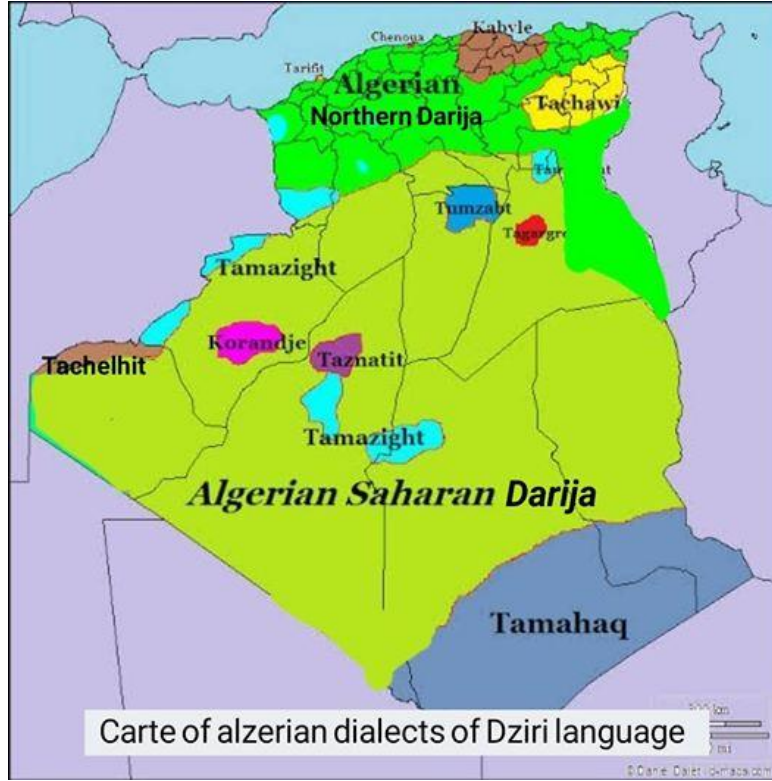 Kabyle
Chenoua
Tarifit
Algerian
Northern Darija
Tachawi
Tumzabt
Tamazight
Korandje
Tachelhit
Taznatit
Tamazight
Algerian Saharan Darija
Tamahaq
Carte of alzerian dialects of Dziri language